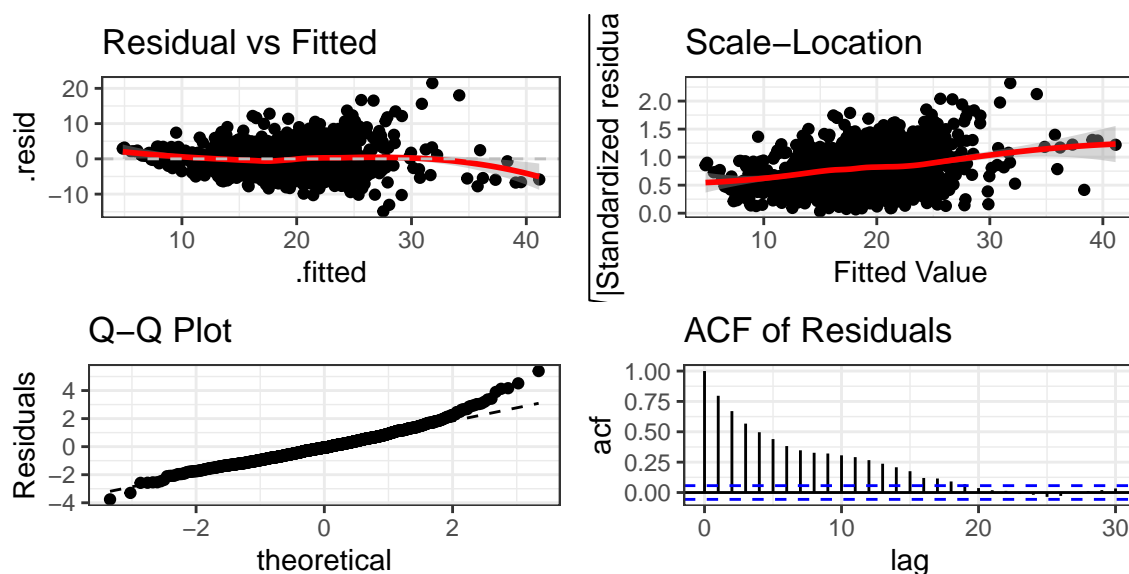 Residual vs Fitted
.resid
20
10
0
−10
10
20
30
40
.fitted
Scale−Location
|Standardized residua
2.0
1.5
1.0
0.5
0.0
10
20
30
40
Fitted Value
Q−Q Plot
Residuals
4
2
0
−2
−4
−2
0
2
theoretical
ACF of Residuals
acf
1.00
0.75
0.50
0.25
0.00
0
10
20
30
lag